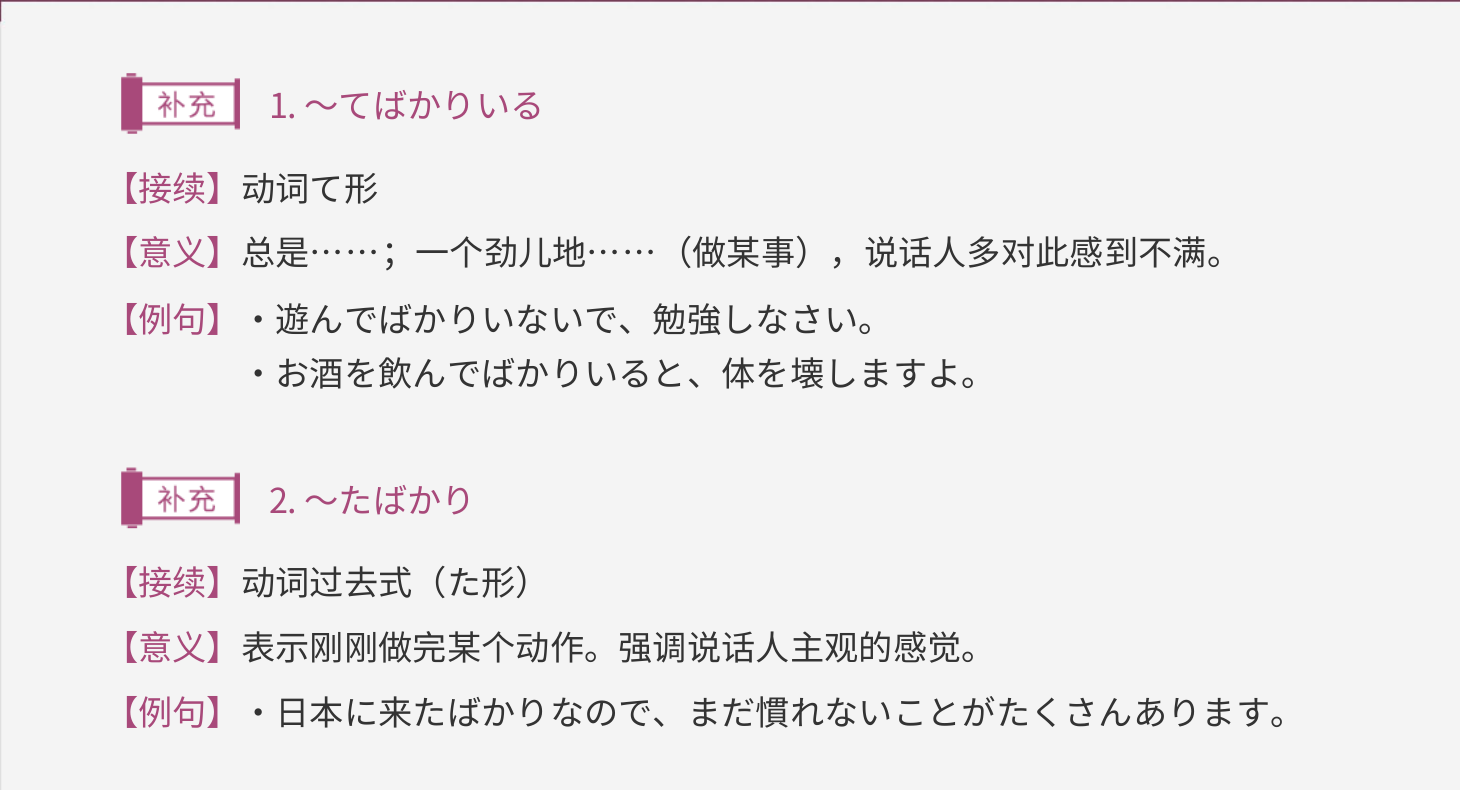 补充 1. ～てばかりいる
【接续】动词て形
【意义】总是……；一个劲儿地……（做某事），说话人多对此感到不满。
【例句】・遊んでばかりいないで、勉強しなさい。
・お酒を飲んでばかりいると、体を壊しますよ。
补充 2. ～たばかり
【接续】动词过去式（た形）
【意义】表示刚刚做完某个动作。强调说话人主观的感觉。
【例句】・日本に来たばかりなので、まだ慣れないことがたくさんあります。